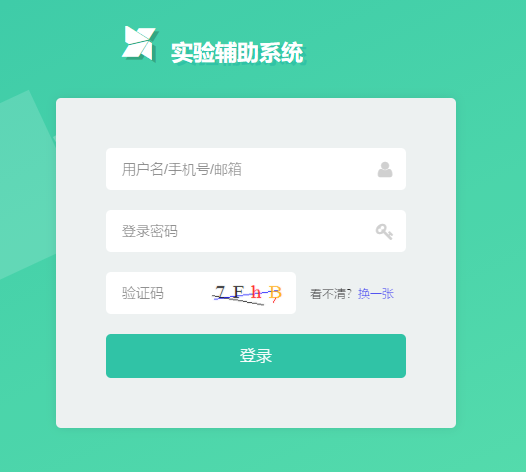 实验辅助系统
用户名/手机号/邮箱
登录密码
验证码 看不清? 换一张
登录